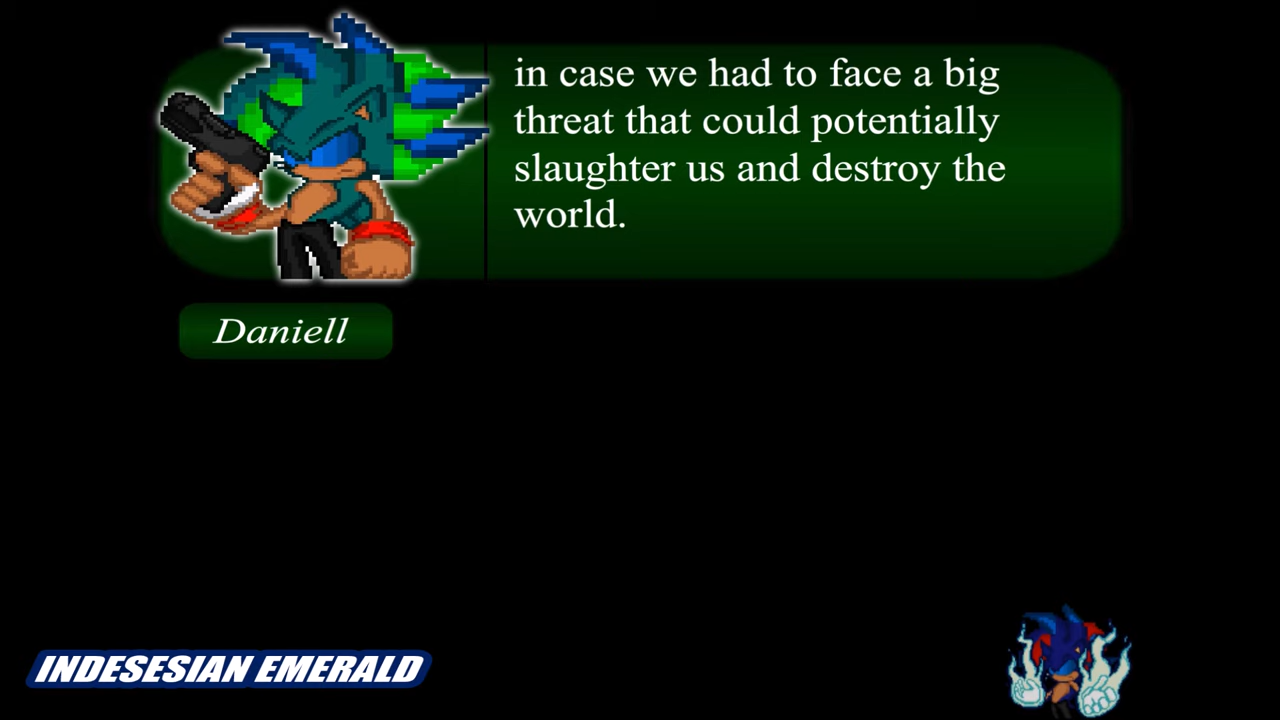 in case we had to face a big
threat that could potentially
slaughter us and destroy the
world.
Daniell
INDESESIAN EMERALD